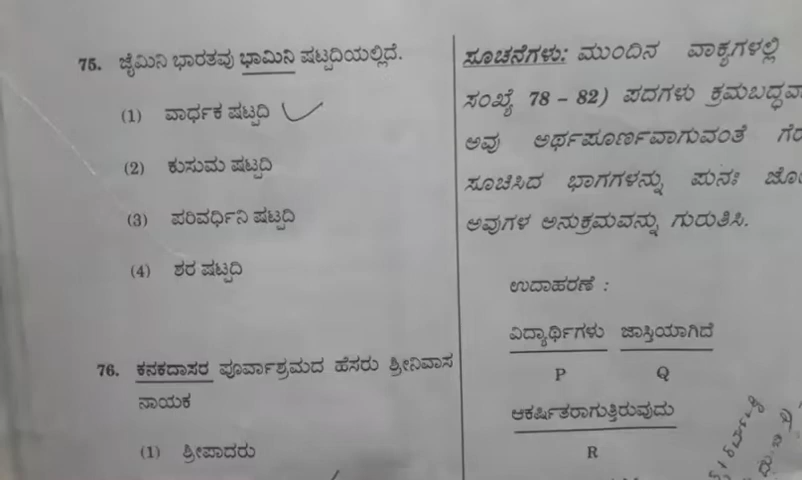 75. ಜೈಮಿನಿ ಭಾರತವು ಭಾಮಿನಿ ಷಟ್ಪದಿಯಲ್ಲಿದೆ.
(1) ವಾರ್ಧಕ ಷಟ್ಪದಿ
(2) ಕುಸುಮ ಷಟ್ಪದಿ
(3) ಪರಿವರ್ಧಿನಿ ಷಟ್ಪದಿ
(4) ಶರ ಷಟ್ಪದಿ
76. ಕನಕದಾಸರ ಪೂರ್ವಾಶ್ರಮದ ಹೆಸರು ಶ್ರೀನಿವಾಸ
ನಾಯಕ
(1) ಶ್ರೀಪಾದರು
ಸೂಚನೆಗಳು: ಮುಂದಿನ ವಾಕ್ಯಗಳಲ್ಲಿ
ಸಂಖ್ಯೆ 78 – 82) ಪದಗಳು ಕ್ರಮಬದ್ಧವಾ
ಅವು ಅರ್ಥಪೂರ್ಣವಾಗುವಂತೆ ಗೆರ
ಸೂಚಿಸಿದ ಭಾಗಗಳನ್ನು ಪುನಃ ಜೋ
ಅವುಗಳ ಅನುಕ್ರಮವನ್ನು ಗುರುತಿಸಿ.
ಉದಾಹರಣೆ :
ವಿದ್ಯಾರ್ಥಿಗಳು ಜಾಸ್ತಿಯಾಗಿದೆ
P Q
ಆಕರ್ಷಿತರಾಗುತ್ತಿರುವುದು
R